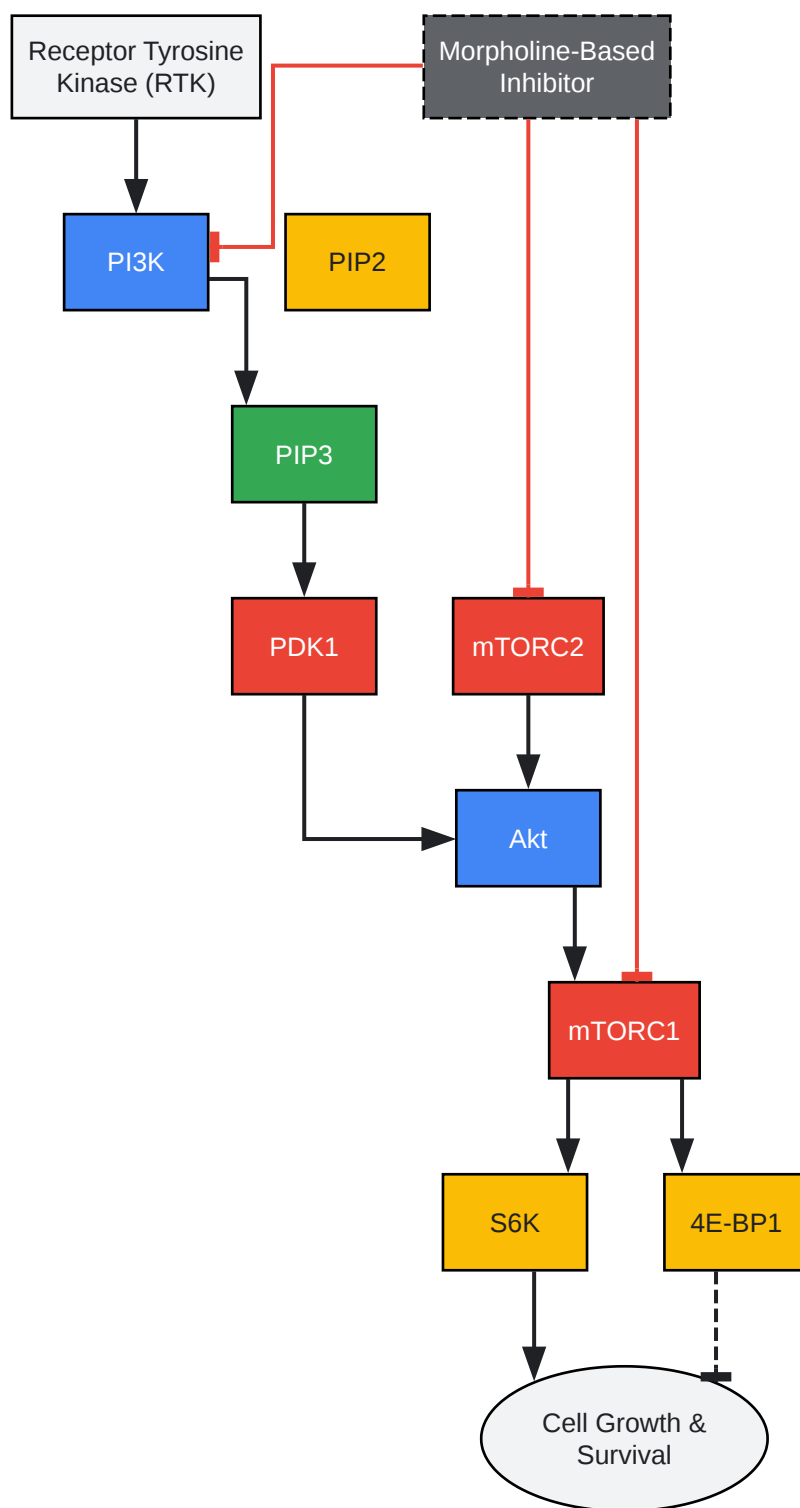 Receptor Tyrosine
Kinase (RTK)
Morpholine-Based
Inhibitor
PI3K
PIP2
PIP3
PDK1
mTORC2
Akt
mTORC1
S6K
4E-BP1
Cell Growth &
Survival